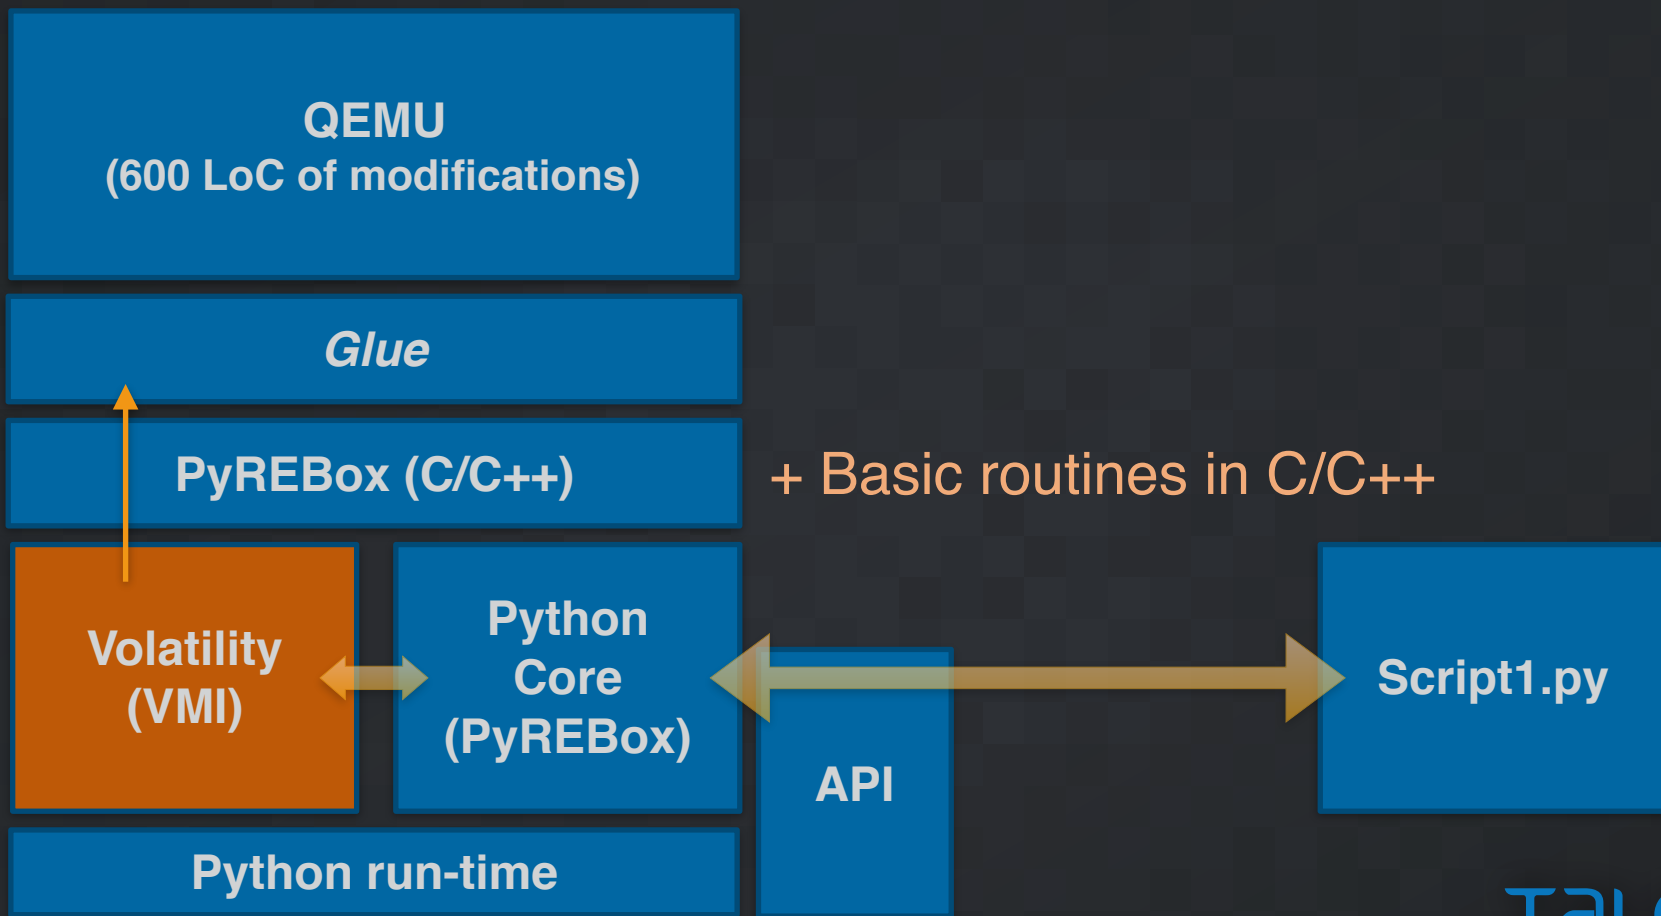 QEMU
(600 LoC of modifications)
Glue
PyREBox (C/C++)
+ Basic routines in C/C++
Volatility
(VMI)
Python
Core
(PyREBox)
API
Script1.py
Python run-time